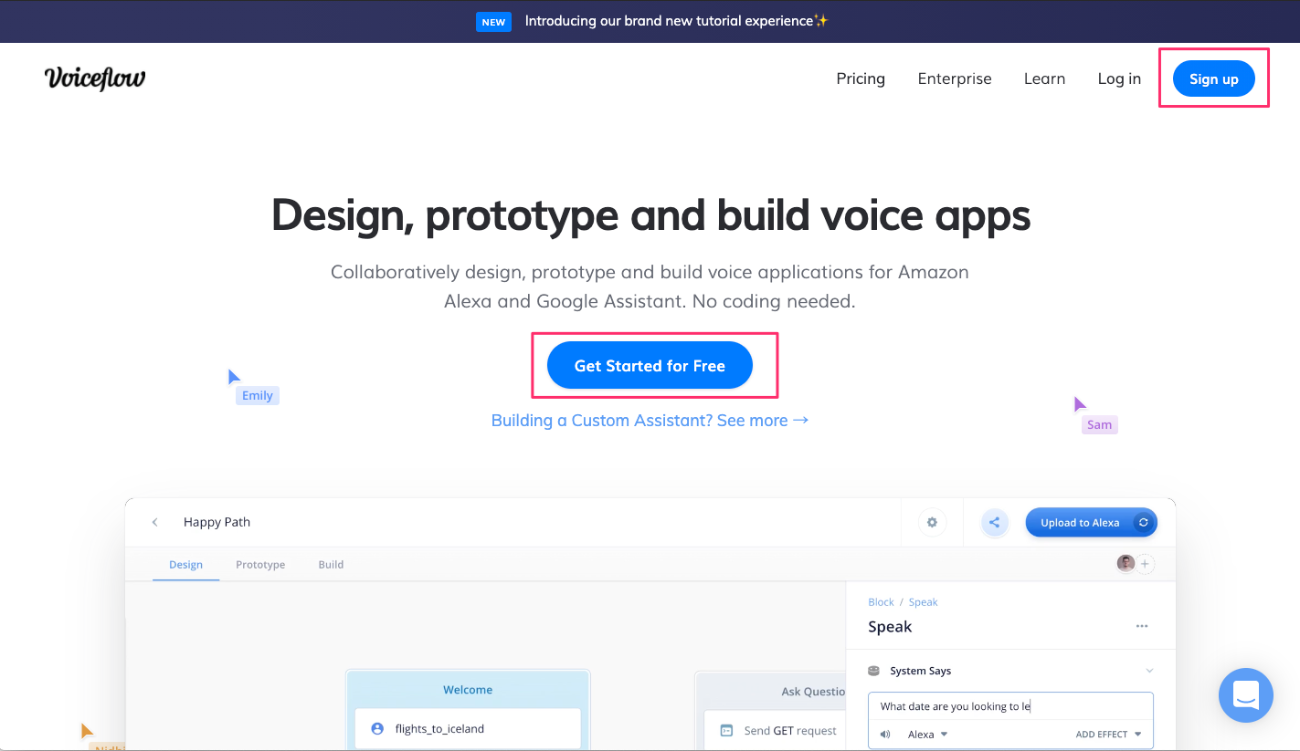 NEW Introducing our brand new tutorial experience✨
Voiceflow
Pricing Enterprise Learn Log in Sign up
Design, prototype and build voice apps
Collaboratively design, prototype and build voice applications for Amazon
Alexa and Google Assistant. No coding needed.
Get Started for Free
Emily
Building a Custom Assistant? See more →
Sam
Happy Path
Upload to Alexa
Design Prototype Build
Block / Speak
Speak
System Says
Welcome
Ask Questio
What date are you looking to le
flights_to_iceland
Send GET request
Alexa
ADD EFFECT